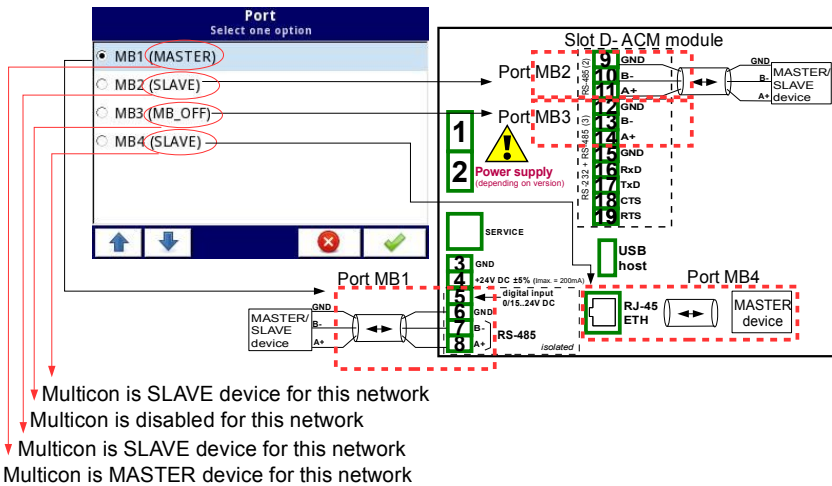 Port
Select one option
MB1 (MASTER)
MB2 (SLAVE)
MB3 (MB_OFF)
MB4 (SLAVE)
Slot D- ACM module
Port MB2
RS-485 (2)
9 GND
10 B-
11 A+
GND
B-
A+
MASTER/
SLAVE
device
Port MB3
RS-232 + RS-485 (3)
12 GND
13 B-
14 A+
15 GND
16 RxD
17 TxD
18 CTS
19 RTS
1
2
Power supply
(depending on version)
SERVICE
USB
host
3 GND
4 +24V DC ±5% (Imax. = 200mA)
5 digital input
0/15..24V DC
6 GND
7 B-
8 A+
RS-485
isolated
Port MB1
MASTER/
SLAVE
device
GND
B-
A+
Port MB4
RJ-45
ETH
MASTER
device
Multicon is SLAVE device for this network
Multicon is disabled for this network
Multicon is SLAVE device for this network
Multicon is MASTER device for this network